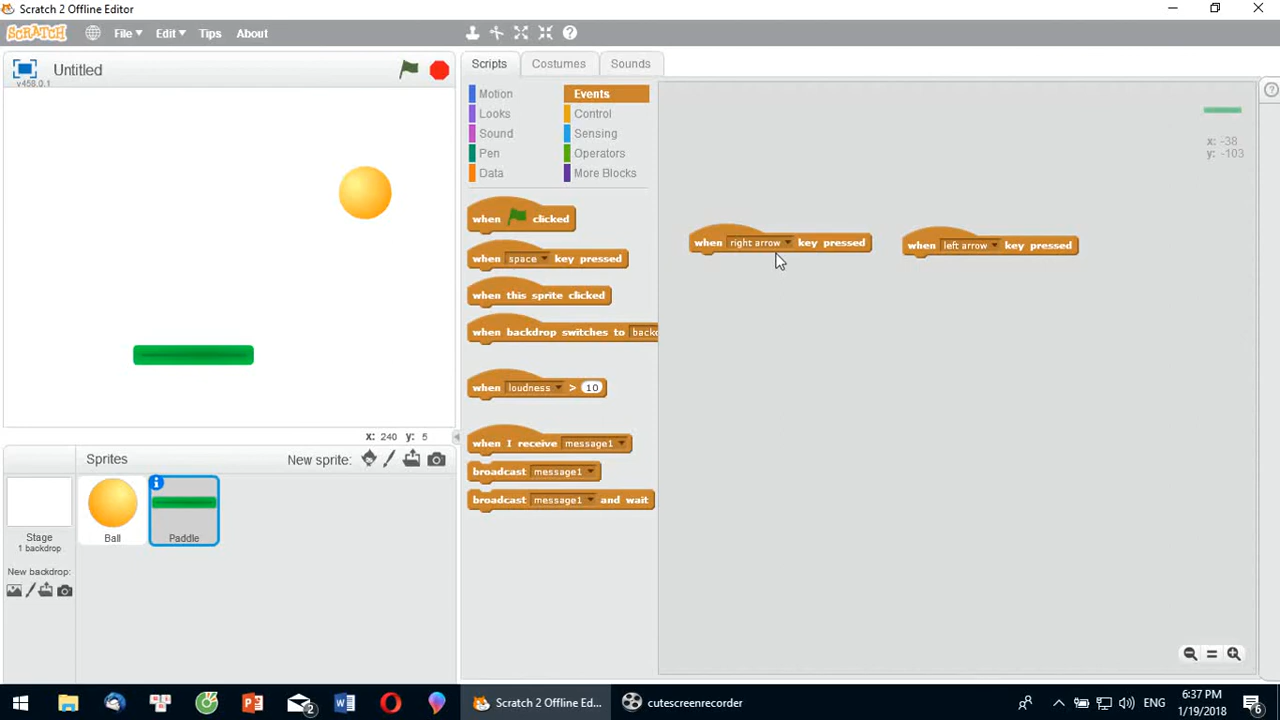 Scratch 2 Offline Editor
SCRATCH File Edit Tips About
Untitled
v458.0.1
Scripts Costumes Sounds
Motion Events
Looks Control
Sound Sensing
Pen Operators
Data More Blocks
when clicked
when space key pressed
when this sprite clicked
when backdrop switches to
when loudness > 10
when I receive message1
broadcast message1
broadcast message1 and wait
when right arrow key pressed
when left arrow key pressed
x: -38
y: -103
x: 240 y: 5
Sprites New sprite:
Stage
1 backdrop
New backdrop:
Ball
Paddle
Scratch 2 Offline Ed...
cutescreenrecorder
2
ENG
6:37 PM
1/19/2018
6